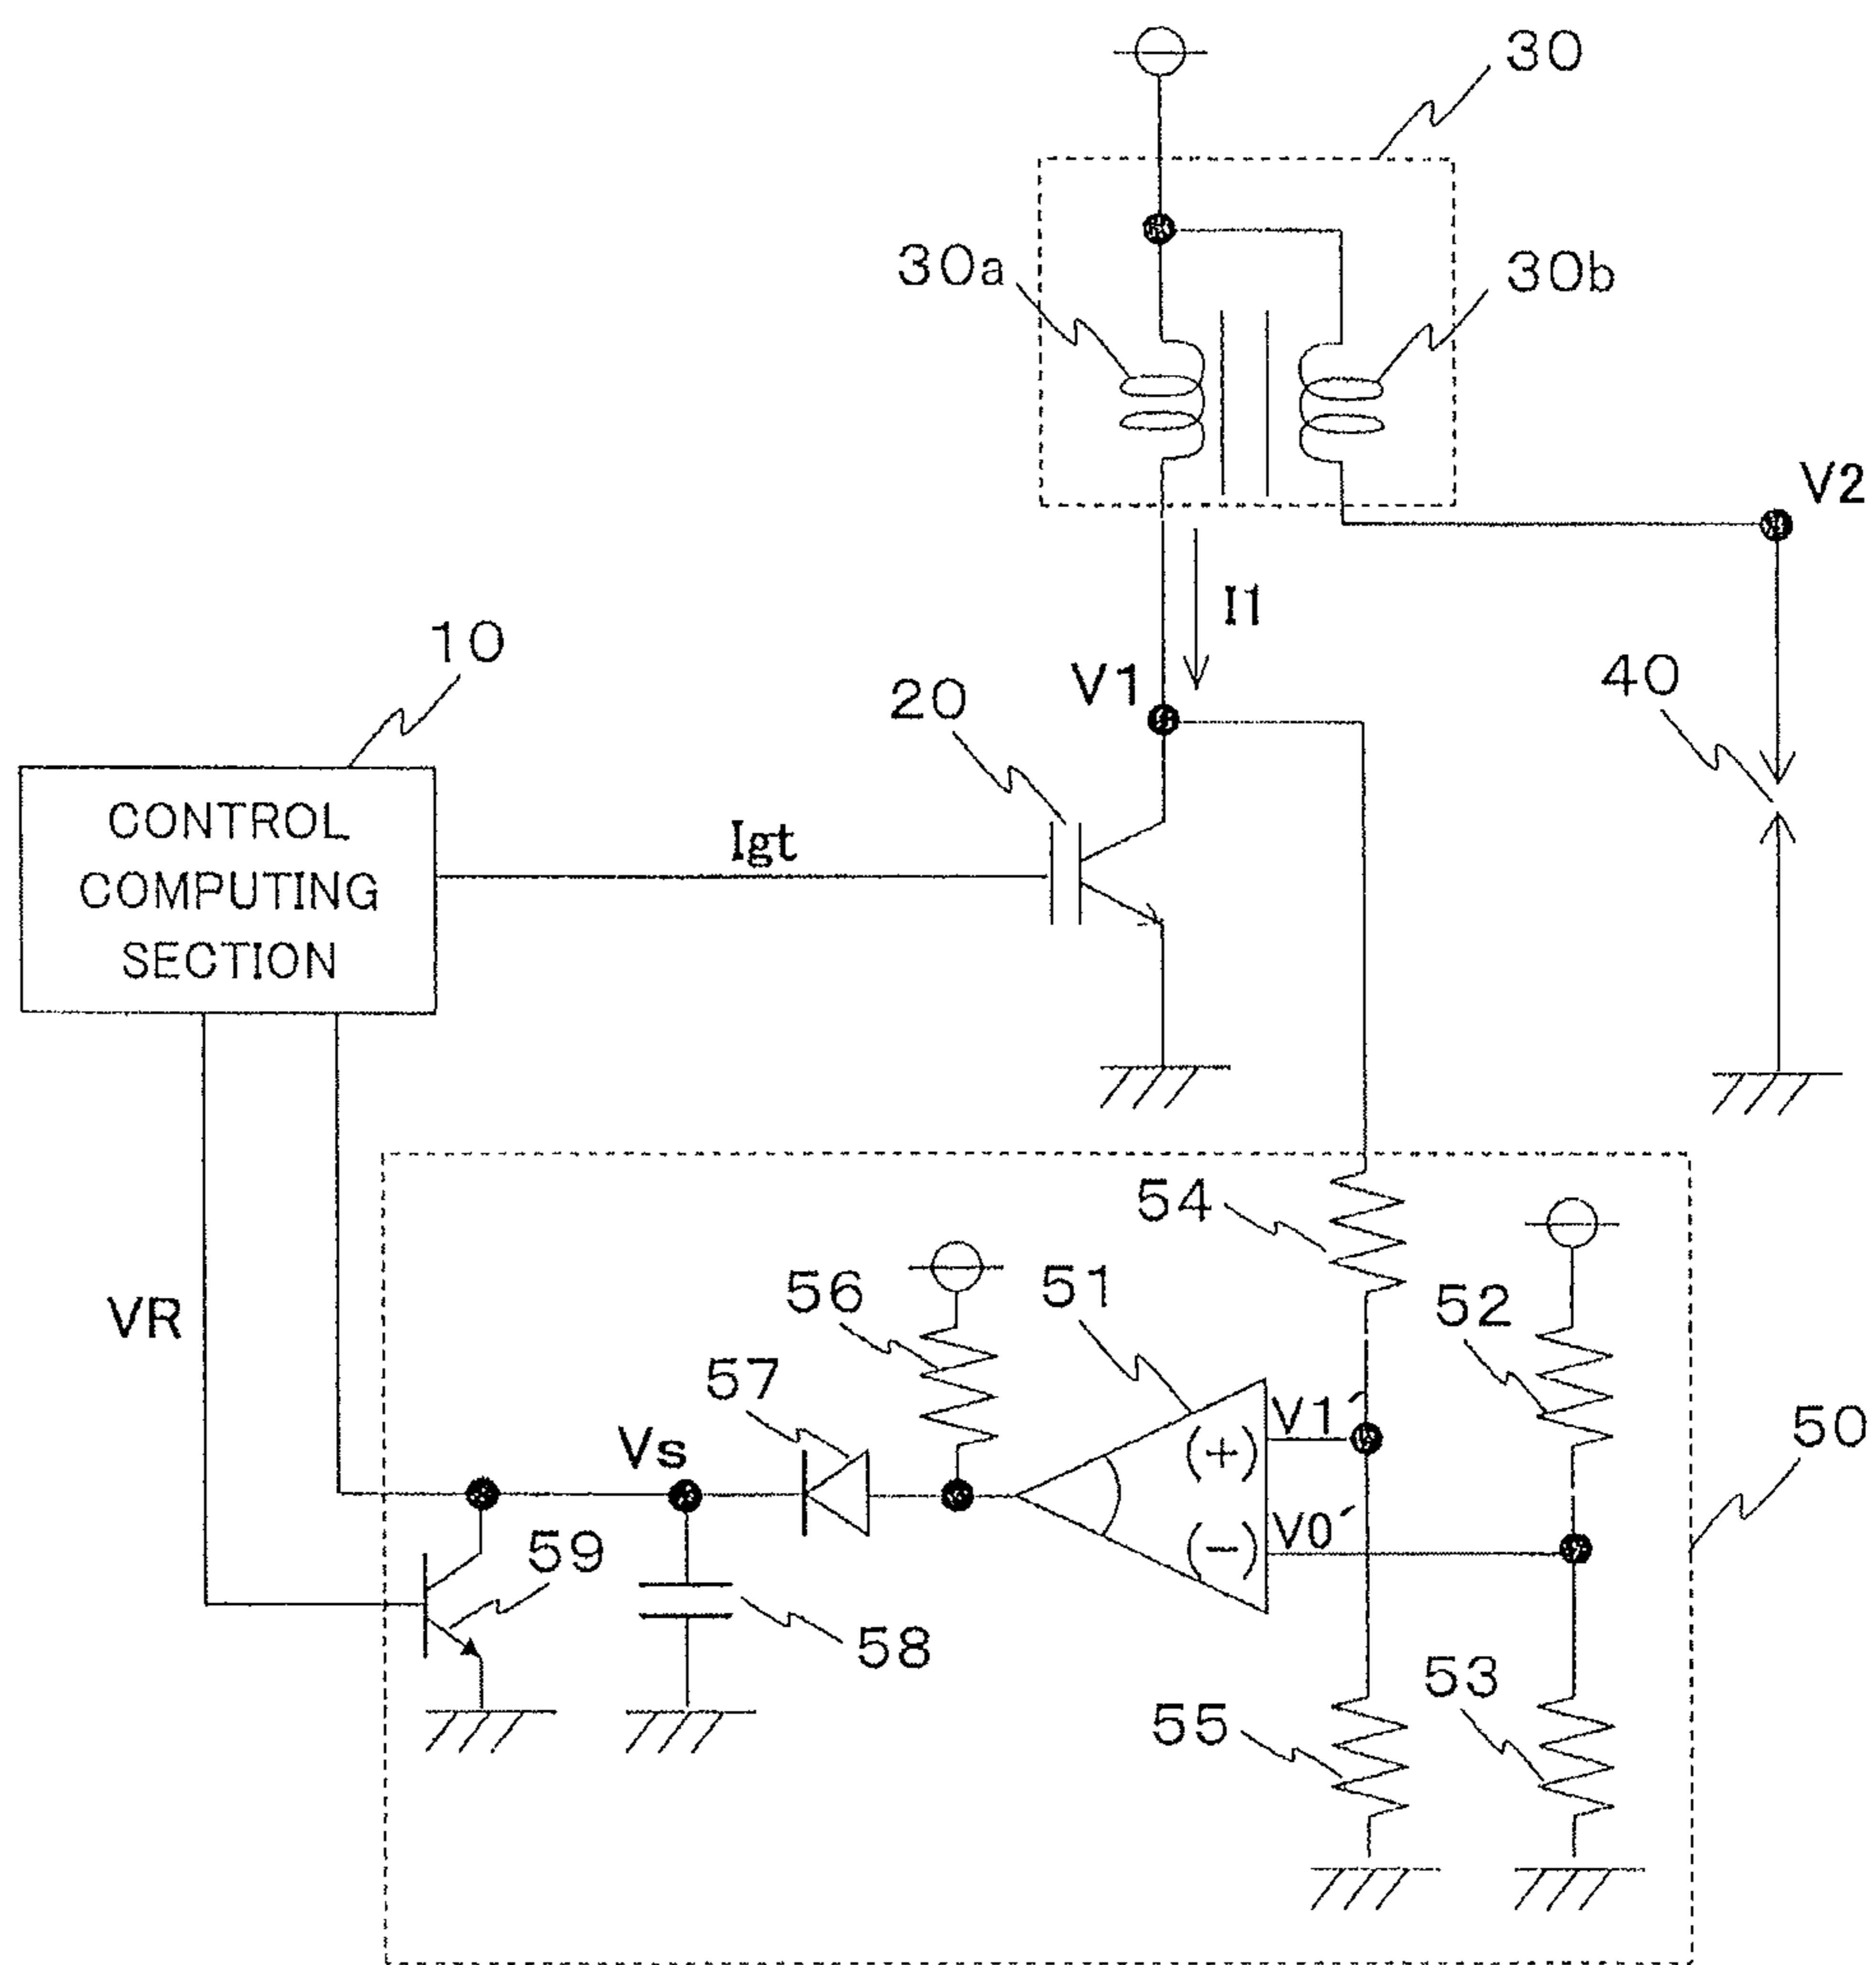 30
30a
30b
V2
I1
10
V1
20
40
CONTROL
COMPUTING
SECTION
Igt
54
56
51
52
VR
57
V1´
50
Vs
(+)
(−)
V0´
59
58
53
55